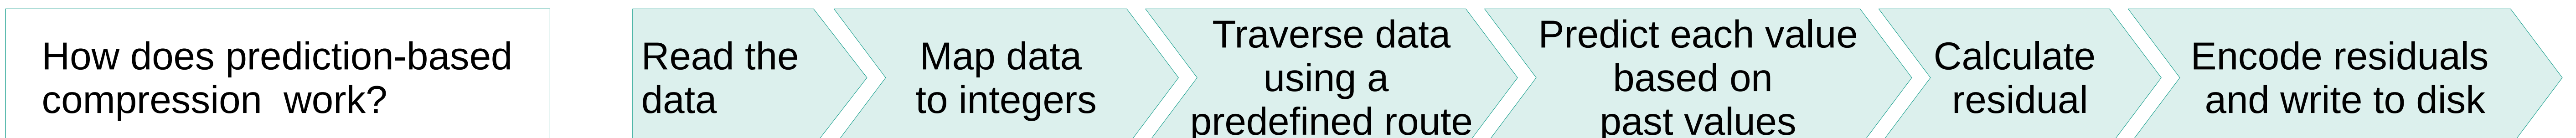 How does prediction-based
compression  work?
Read the
data
Map data
to integers
Traverse data
using a
predefined route
Predict each value
based on
past values
Calculate
residual
Encode residuals
and write to disk